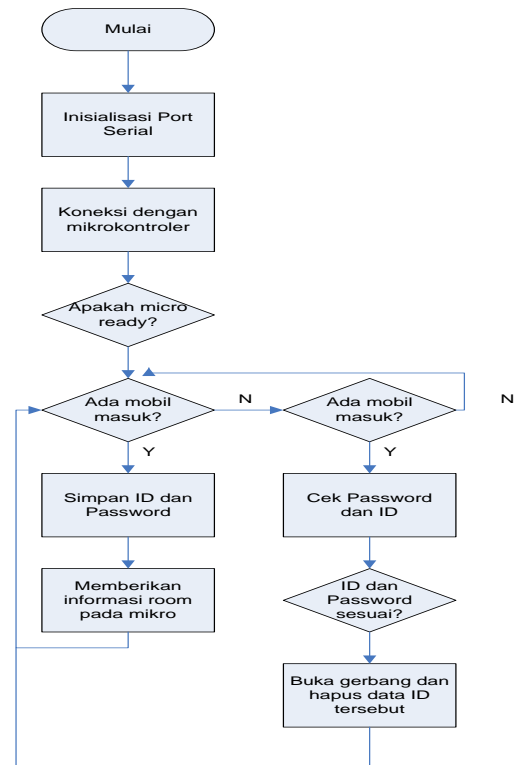 Mulai
Inisialisasi Port
Serial
Koneksi dengan
mikrokontroler
Apakah micro
ready?
Ada mobil
masuk?
N
Ada mobil
masuk?
N
Y
Y
Simpan ID dan
Password
Cek Password
dan ID
Memberikan
informasi room
pada mikro
ID dan
Password
sesuai?
Buka gerbang dan
hapus data ID
tersebut